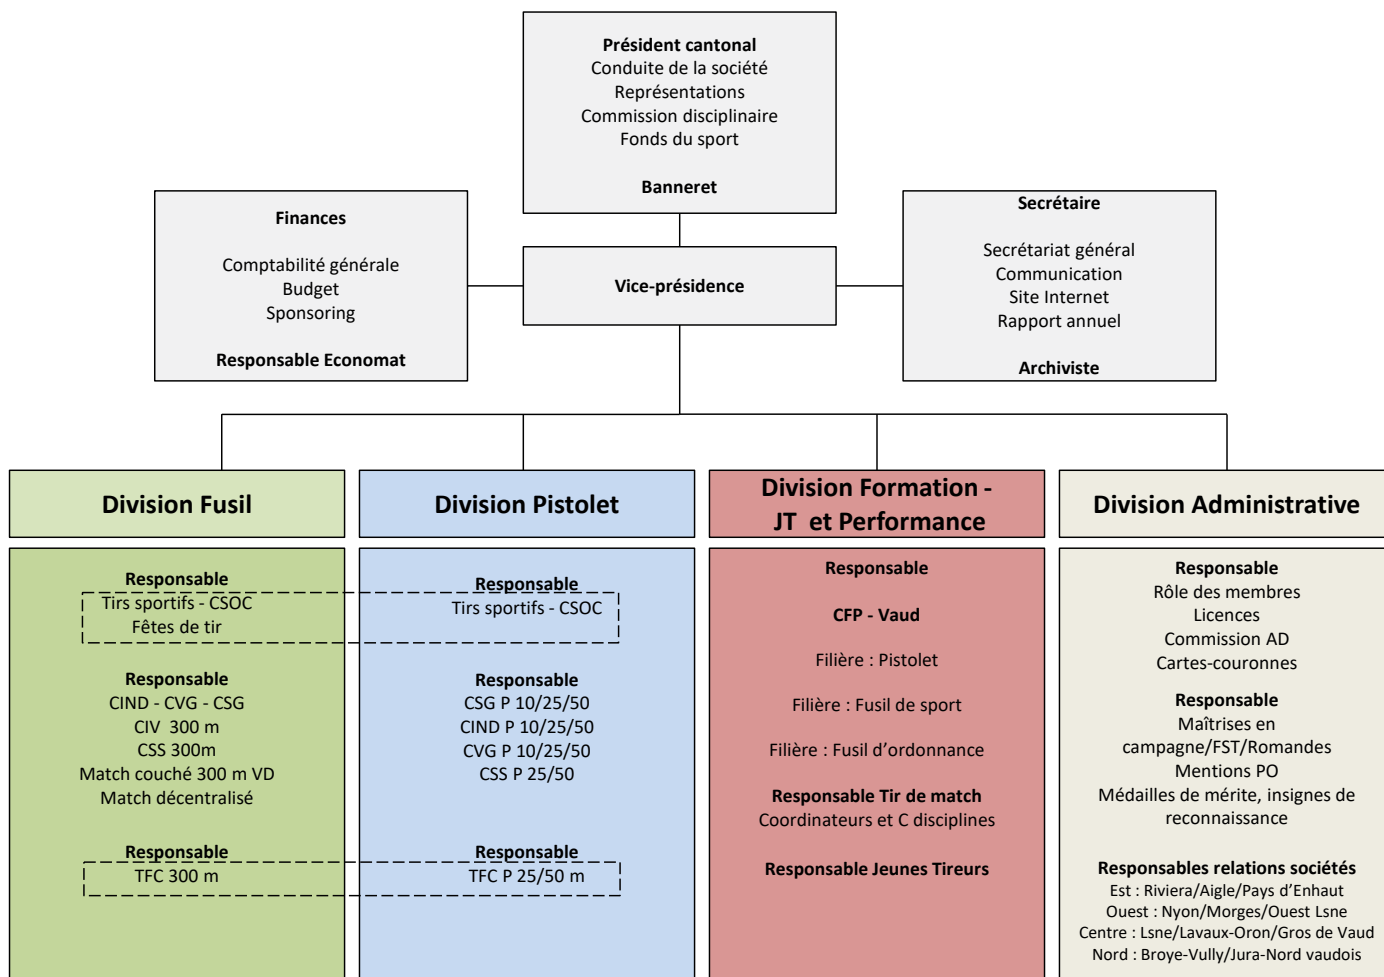 Président cantonal
Conduite de la société
Représentations
Commission disciplinaire
Fonds du sport
Banneret
Finances
Comptabilité générale
Budget
Sponsoring
Responsable Economat
Vice-présidence
Secrétaire
Secrétariat général
Communication
Site Internet
Rapport annuel
Archiviste
Division Fusil
Responsable
Tirs sportifs - CSOC
Fêtes de tir
Responsable
CIND - CVG - CSG
CIV  300 m
CSS 300m
Match couché 300 m VD
Match décentralisé
Responsable
TFC 300 m
Division Pistolet
Responsable
Tirs sportifs - CSOC
Responsable
CSG P 10/25/50
CIND P 10/25/50
CVG P 10/25/50
CSS P 25/50
Responsable
TFC P 25/50 m
Division Formation -
JT  et Performance
Responsable
CFP - Vaud
Filière : Pistolet
Filière : Fusil de sport
Filière : Fusil d’ordonnance
Responsable Tir de match
Coordinateurs et C disciplines
Responsable Jeunes Tireurs
Division Administrative
Responsable
Rôle des membres
Licences
Commission AD
Cartes-couronnes
Responsable
Maîtrises en
campagne/FST/Romandes
Mentions PO
Médailles de mérite, insignes de
reconnaissance
Responsables relations sociétés
Est : Riviera/Aigle/Pays d’Enhaut
Ouest : Nyon/Morges/Ouest Lsne
Centre : Lsne/Lavaux-Oron/Gros de Vaud
Nord : Broye-Vully/Jura-Nord vaudois